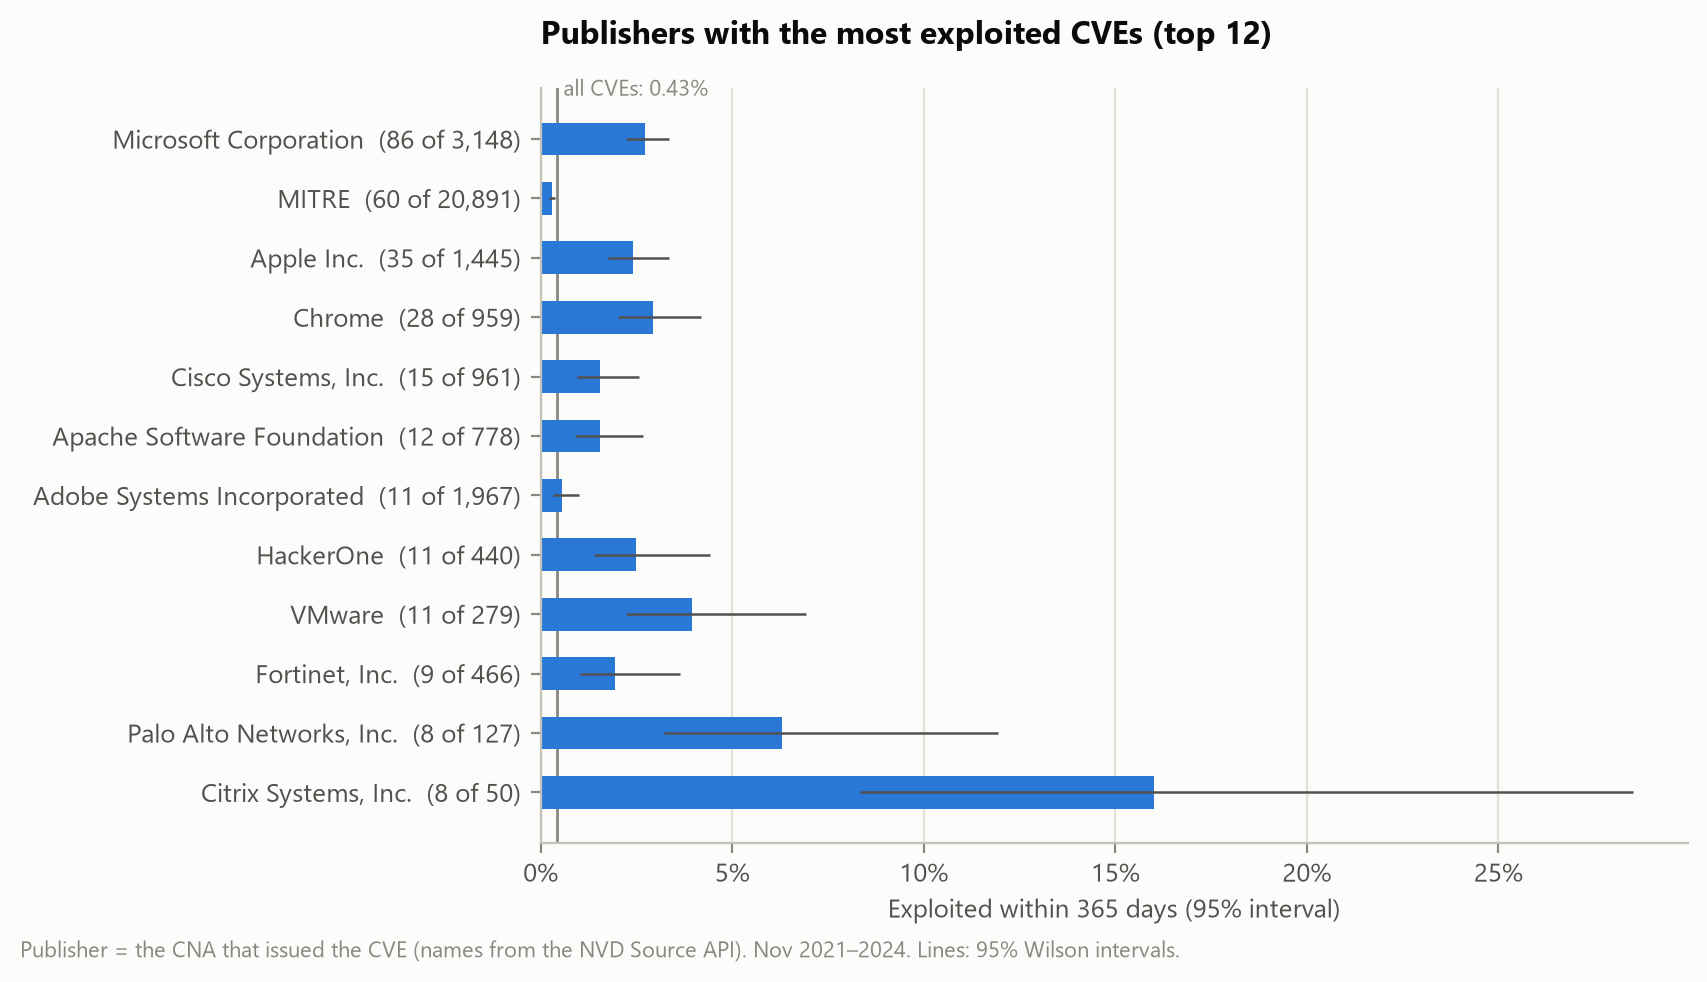 Publishers with the most exploited CVEs (top 12)
all CVEs: 0.43%
Microsoft Corporation (86 of 3,148)
MITRE (60 of 20,891)
Apple Inc. (35 of 1,445)
Chrome (28 of 959)
Cisco Systems, Inc. (15 of 961)
Apache Software Foundation (12 of 778)
Adobe Systems Incorporated (11 of 1,967)
HackerOne (11 of 440)
VMware (11 of 279)
Fortinet, Inc. (9 of 466)
Palo Alto Networks, Inc. (8 of 127)
Citrix Systems, Inc. (8 of 50)
0% 5% 10% 15% 20% 25%
Exploited within 365 days (95% interval)
Publisher = the CNA that issued the CVE (names from the NVD Source API). Nov 2021–2024. Lines: 95% Wilson intervals.